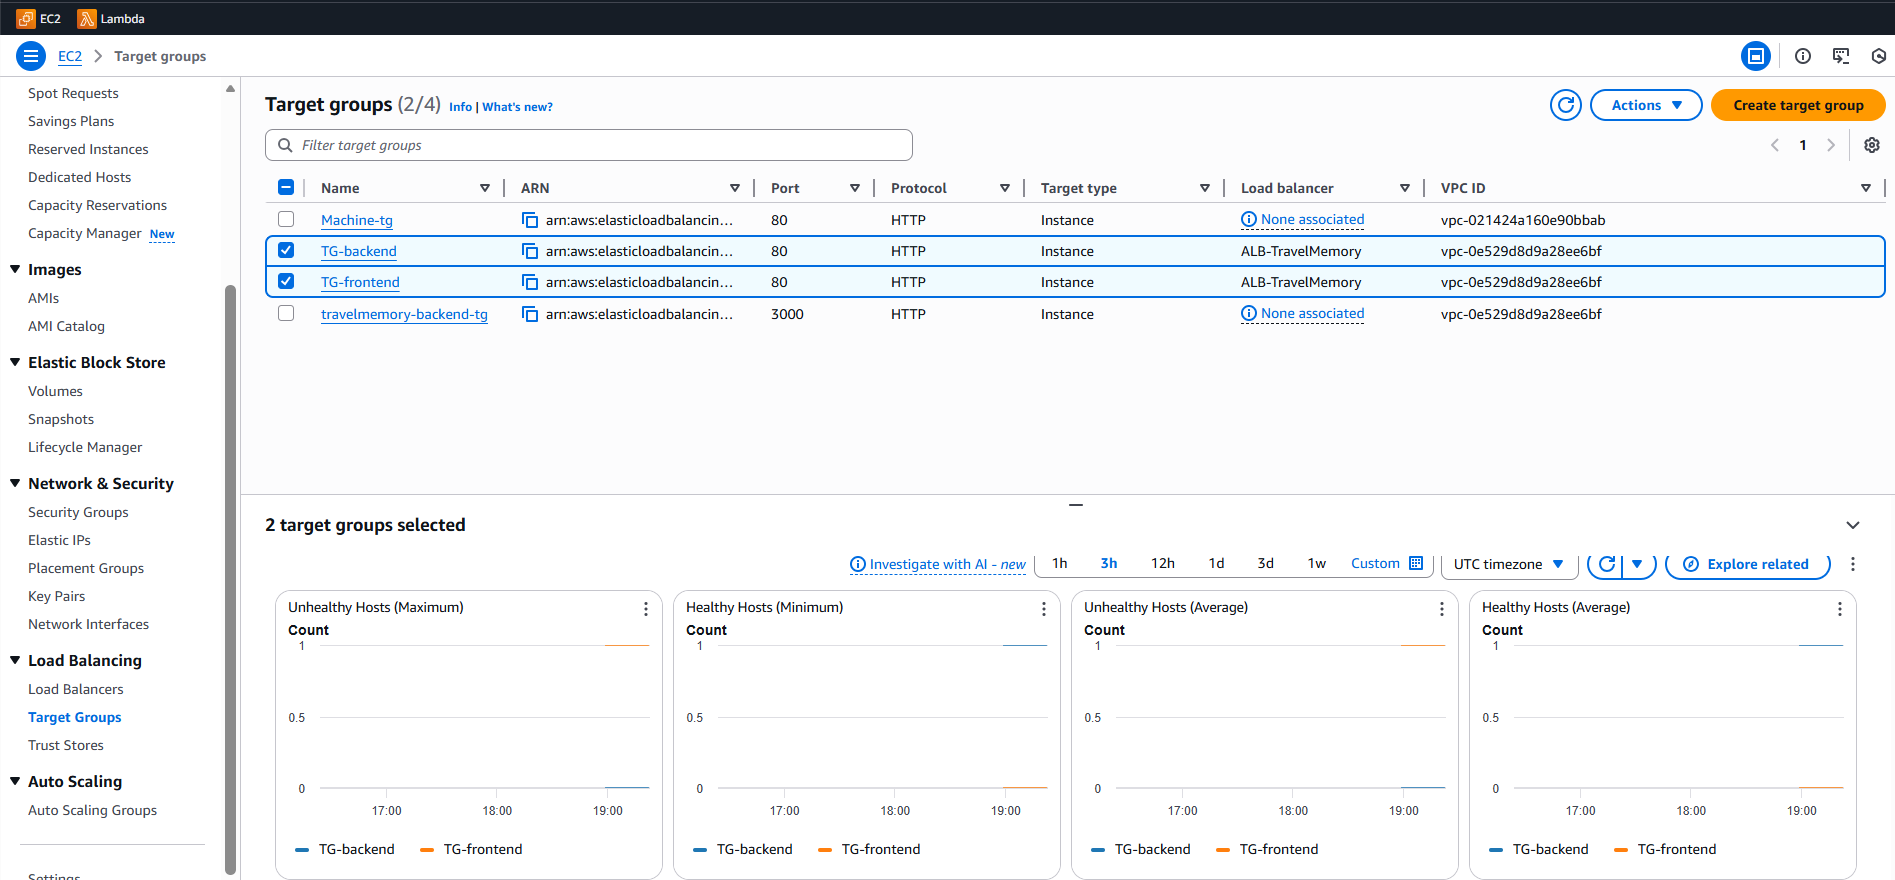 EC2 Lambda
EC2 Target groups
Spot Requests
Savings Plans
Reserved Instances
Dedicated Hosts
Capacity Reservations
Capacity Manager New
Images
AMIs
AMI Catalog
Elastic Block Store
Volumes
Snapshots
Lifecycle Manager
Network & Security
Security Groups
Elastic IPs
Placement Groups
Key Pairs
Network Interfaces
Load Balancing
Load Balancers
Target Groups
Trust Stores
Auto Scaling
Auto Scaling Groups
Settings
Target groups (2/4) Info | What's new?
Actions Create target group
Filter target groups
1
Name ARN Port Protocol Target type Load balancer VPC ID
Machine-tg arn:aws:elasticloadbalancin... 80 HTTP Instance None associated vpc-021424a160e90bbab
TG-backend arn:aws:elasticloadbalancin... 80 HTTP Instance ALB-TravelMemory vpc-0e529d8d9a28ee6bf
TG-frontend arn:aws:elasticloadbalancin... 80 HTTP Instance ALB-TravelMemory vpc-0e529d8d9a28ee6bf
travelmemory-backend-tg arn:aws:elasticloadbalancin... 3000 HTTP Instance None associated vpc-0e529d8d9a28ee6bf
2 target groups selected
Investigate with AI - new 1h 3h 12h 1d 3d 1w Custom UTC timezone Explore related
Unhealthy Hosts (Maximum)
Count
1
0.5
0
17:00 18:00 19:00
TG-backend TG-frontend
Healthy Hosts (Minimum)
Count
1
0.5
0
17:00 18:00 19:00
TG-backend TG-frontend
Unhealthy Hosts (Average)
Count
1
0.5
0
17:00 18:00 19:00
TG-backend TG-frontend
Healthy Hosts (Average)
Count
1
0.5
0
17:00 18:00 19:00
TG-backend TG-frontend